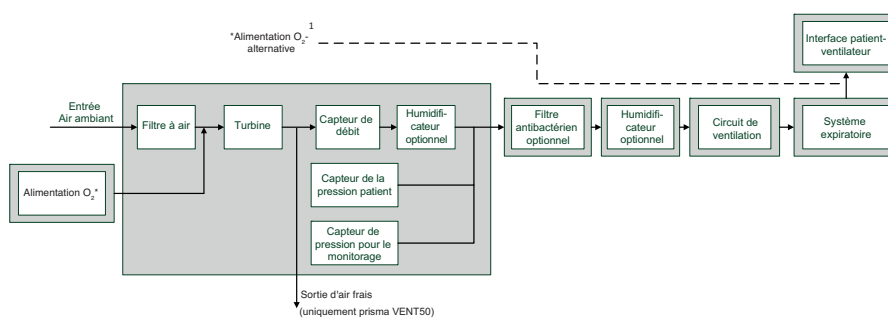 *Alimentation O2-1
alternative
Interface patient-
ventilateur
Entrée
Air ambiant
Filtre à air
Turbine
Capteur de
débit
Humidifi-
cateur
optionnel
Filtre
antibactérien
optionnel
Humidifi-
cateur
optionnel
Circuit de
ventilation
Système
expiratoire
Alimentation O2*
Capteur de la
pression patient
Capteur de
pression pour le
monitorage
Sortie d'air frais
(uniquement prisma VENT50)